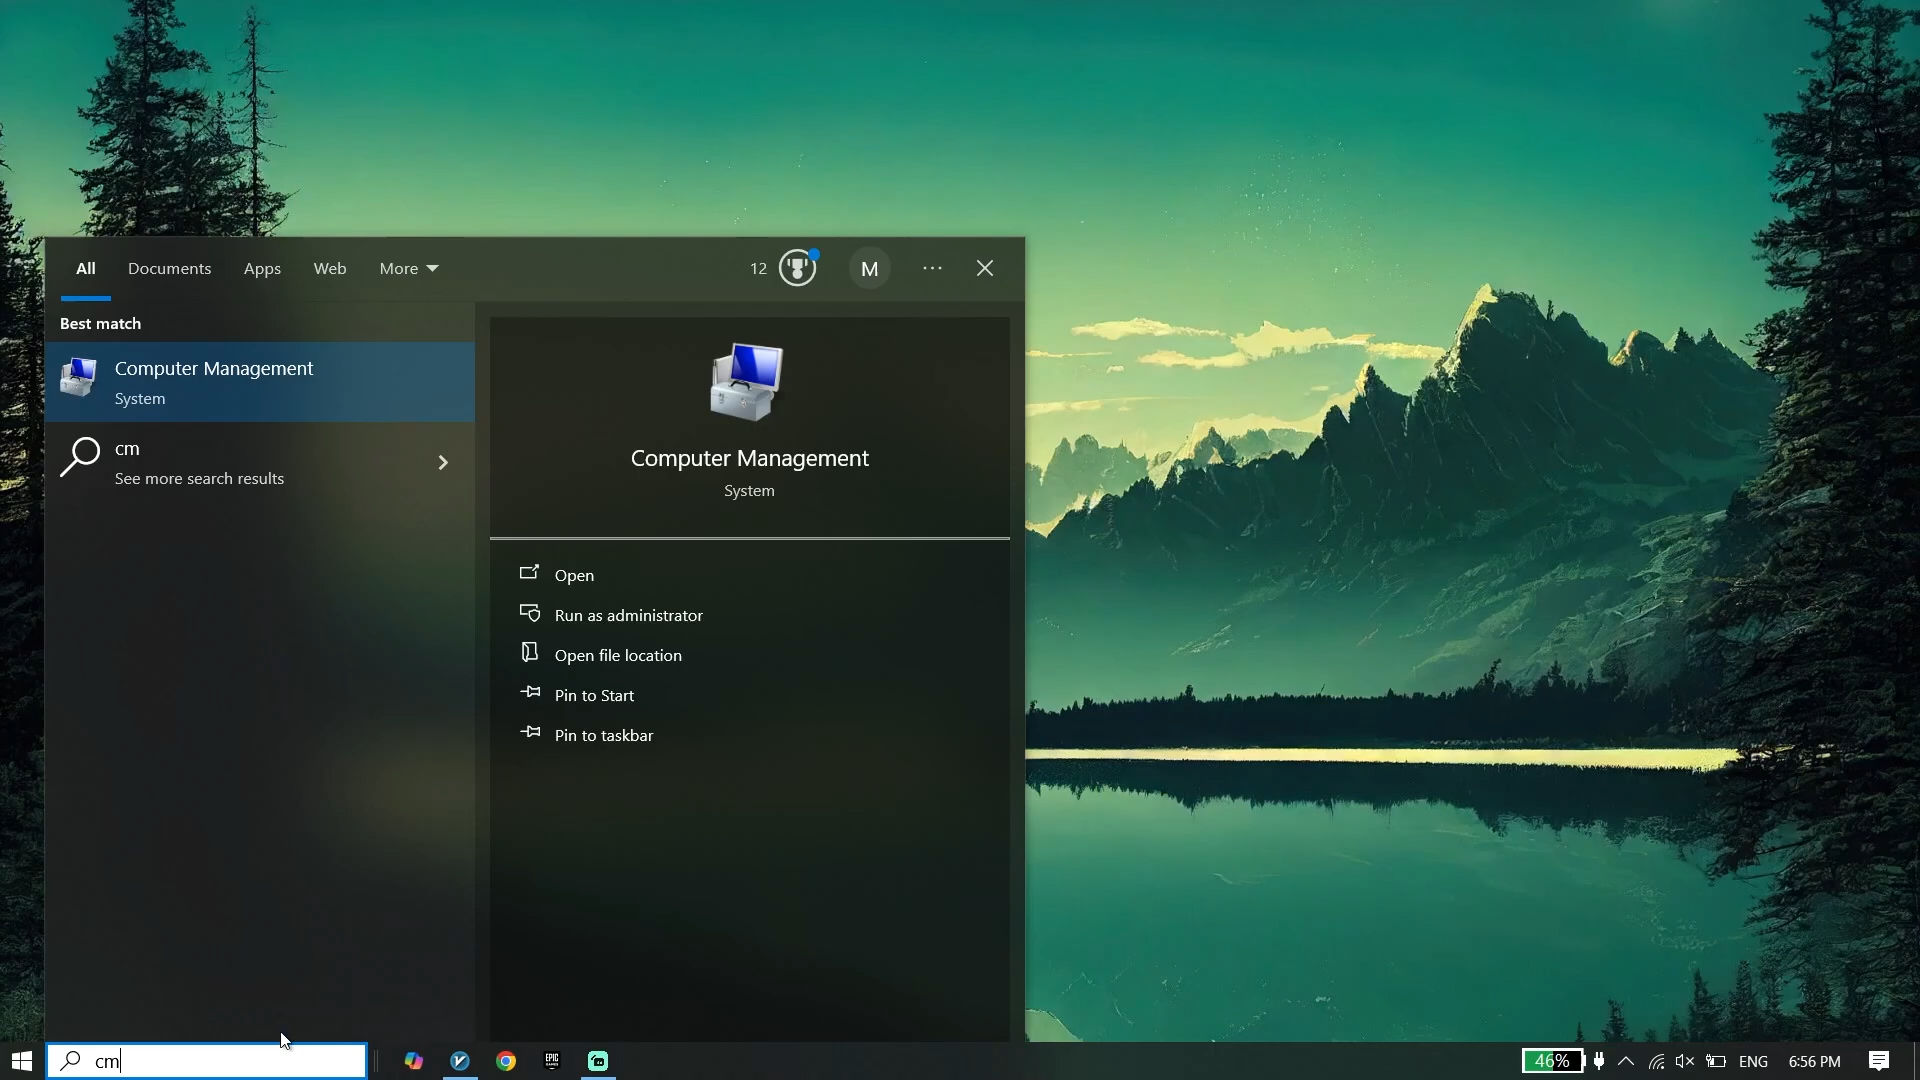 All Documents Apps Web More 12 M
Best match
Computer Management
System
cm
See more search results
Computer Management
System
Open
Run as administrator
Open file location
Pin to Start
Pin to taskbar
cm EPIC GAMES 46% ENG 6:56 PM